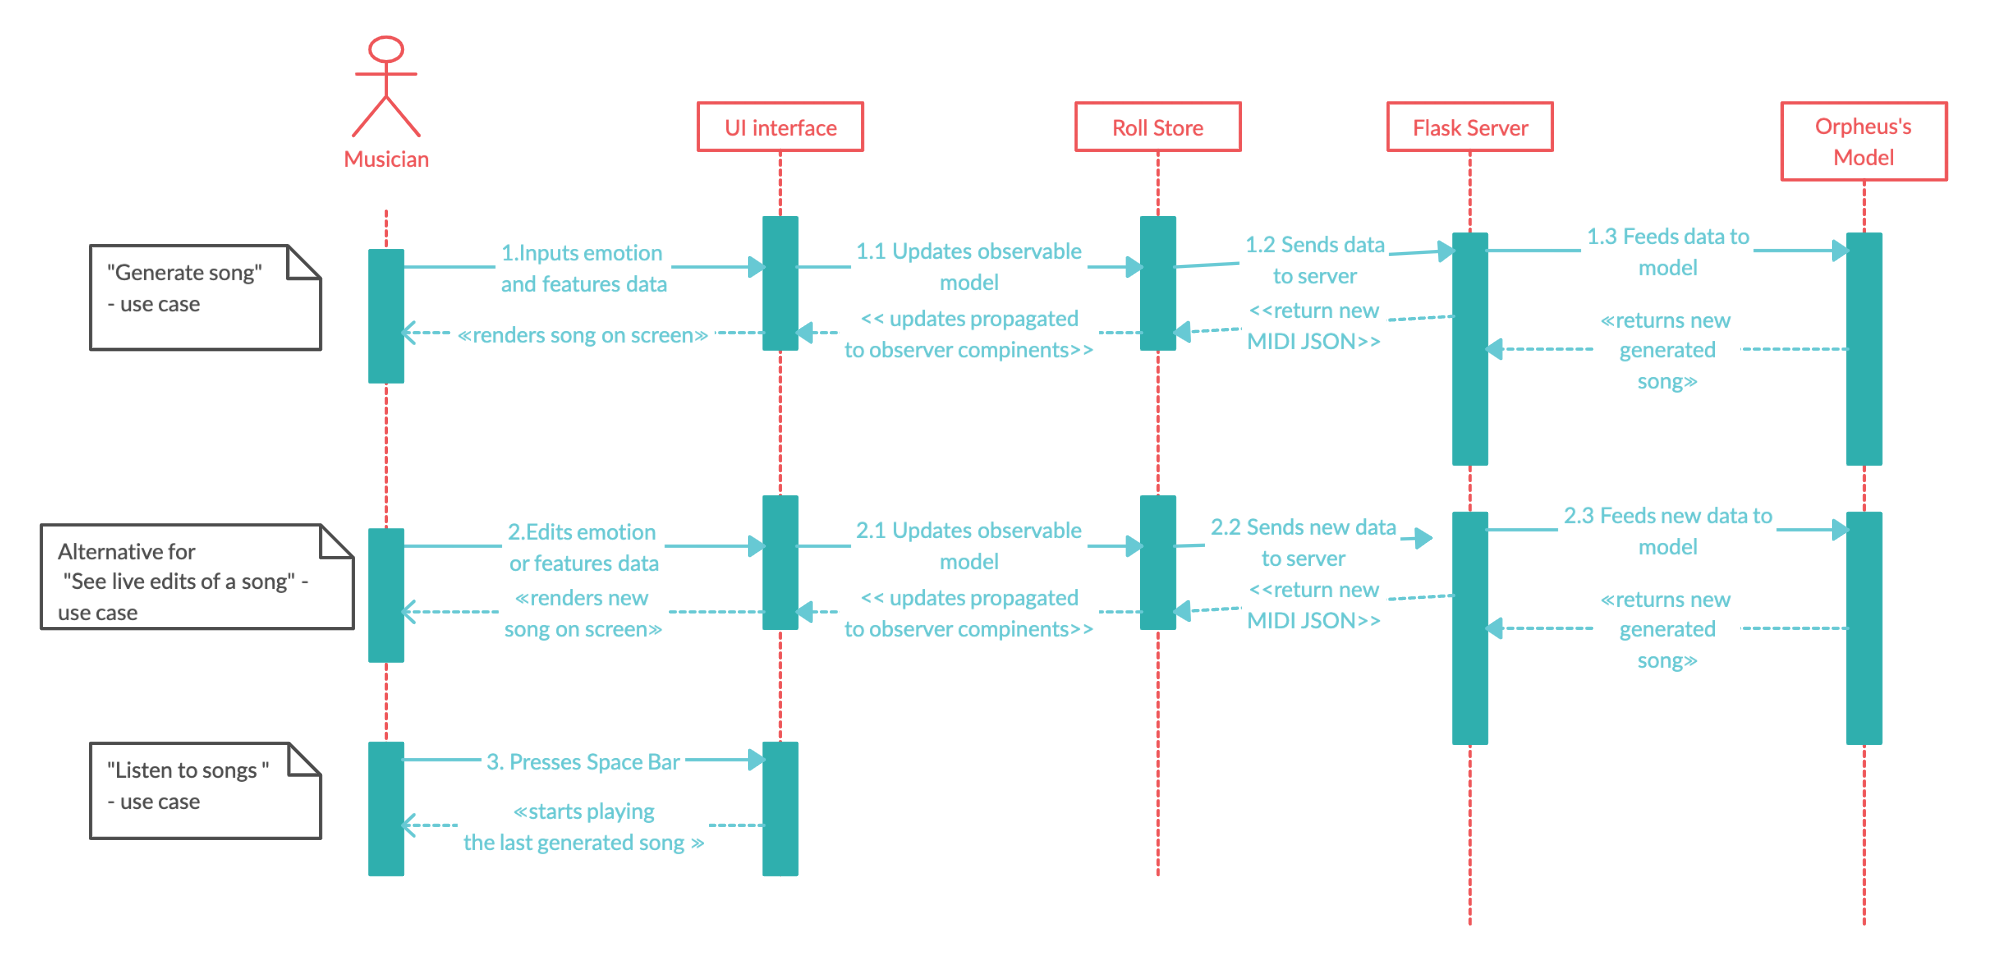 Musician
UI interface
Roll Store
Flask Server
Orpheus's
Model
"Generate song"
- use case
1.Inputs emotion
and features data
1.1 Updates observable
model
1.2 Sends data
to server
1.3 Feeds data to
model
«renders song on screen»
<< updates propagated
to observer compinents>>
<<return new
MIDI JSON>>
«returns new
generated
song»
Alternative for
"See live edits of a song" -
use case
2.Edits emotion
or features data
2.1 Updates observable
model
2.2 Sends new data
to server
2.3 Feeds new data to
model
«renders new
song on screen»
<< updates propagated
to observer compinents>>
<<return new
MIDI JSON>>
«returns new
generated
song»
"Listen to songs "
- use case
3. Presses Space Bar
«starts playing
the last generated song »